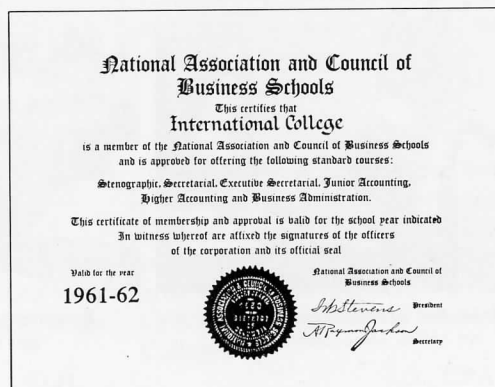 National Association and Council of
Business Schools
This certifies that
International College
is a member of the National Association and Council of Business Schools
and is approved for offering the following standard courses:
Stenographic, Secretarial, Executive Secretarial, Junior Accounting,
Higher Accounting and Business Administration.
This certificate of membership and approval is valid for the school year indicated
In witness whereof are affixed the signatures of the officers
of the corporation and its official seal
Valid for the year
1961-62
National Association and Council of
Business Schools
Stevens President
A Raymond Jackson
Secretary